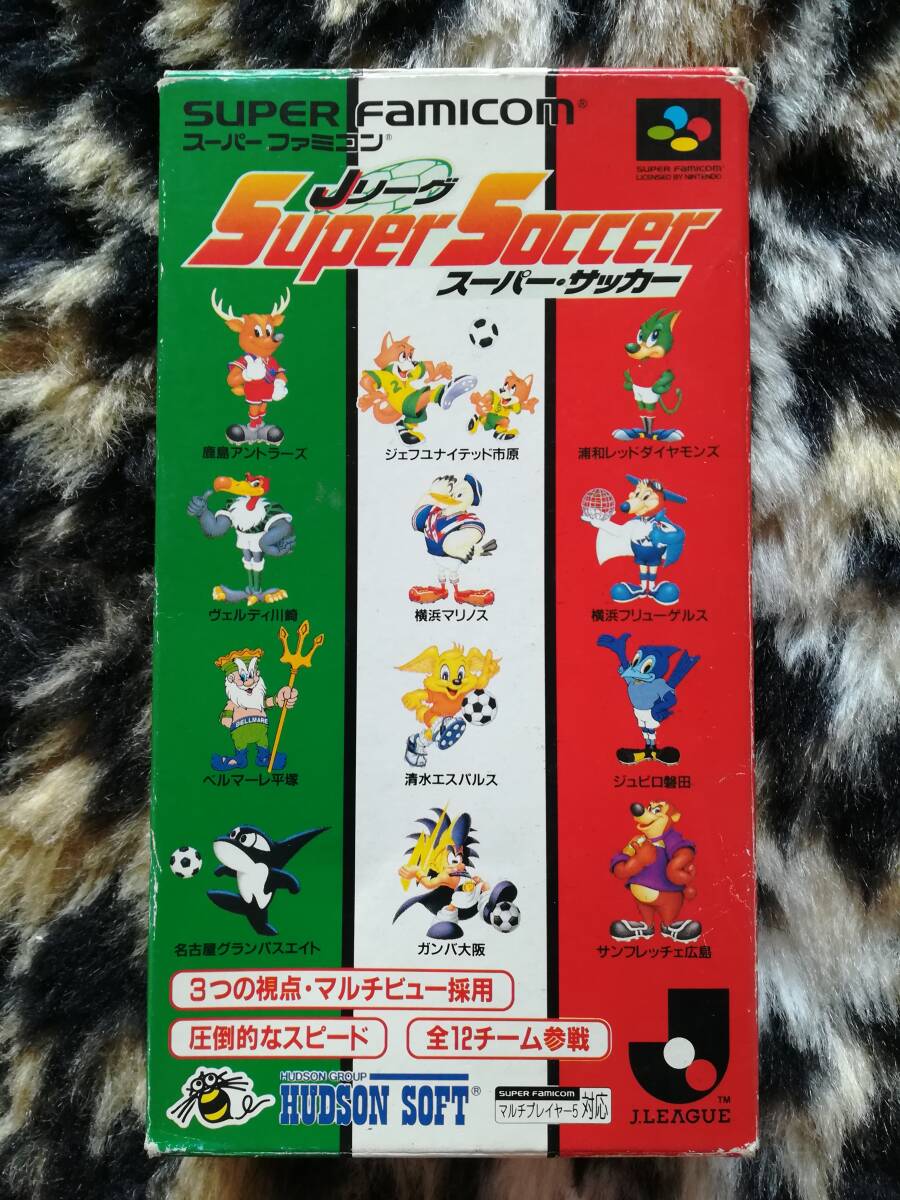 SUPER Famicom®
スーパーファミコン®
SUPER Famicom™
LICENSED BY NINTENDO
Jリーグ
Super Soccer
スーパー・サッカー
鹿島アントラーズ
ジェフユナイテッド市原
浦和レッドダイヤモンズ
ヴェルディ川崎
横浜マリノス
横浜フリューゲルス
BELLMARE
ベルマーレ平塚
清水エスパルス
ジュビロ磐田
名古屋グランパスエイト
ガンバ大阪
サンフレッチェ広島
3つの視点・マルチビュー採用
圧倒的なスピード
全12チーム参戦
HUDSON GROUP
HUDSON SOFT®
SUPER Famicom
マルチプレイヤー5 対応
J.LEAGUE™